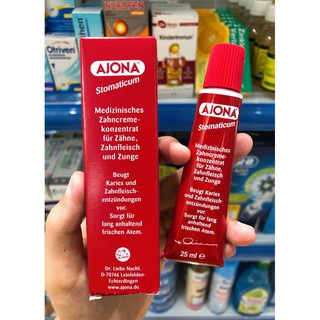 NUROFEN
Otriven
Kinderimmun
AJONA
Stomaticum
Medizinisches
Zahncreme-
konzentrat
für Zähne,
Zahnfleisch
und Zunge
Beugt
Karies und
Zahnfleisch-
entzündungen
vor.
Sorgt für
lang anhaltend
frischen Atem.
Dr. Liebe Nachf.
D-70746 Leinfelden-
Echterdingen
www.ajona.de
AJONA
Stomaticum
Medizinisches
Zahncreme-
konzentrat
für Zähne,
Zahnfleisch
und Zunge
Beugt Karies
und Zahnfleisch-
entzündungen
vor. Sorgt für
lang anhaltend
frischen Atem.
25 ml e